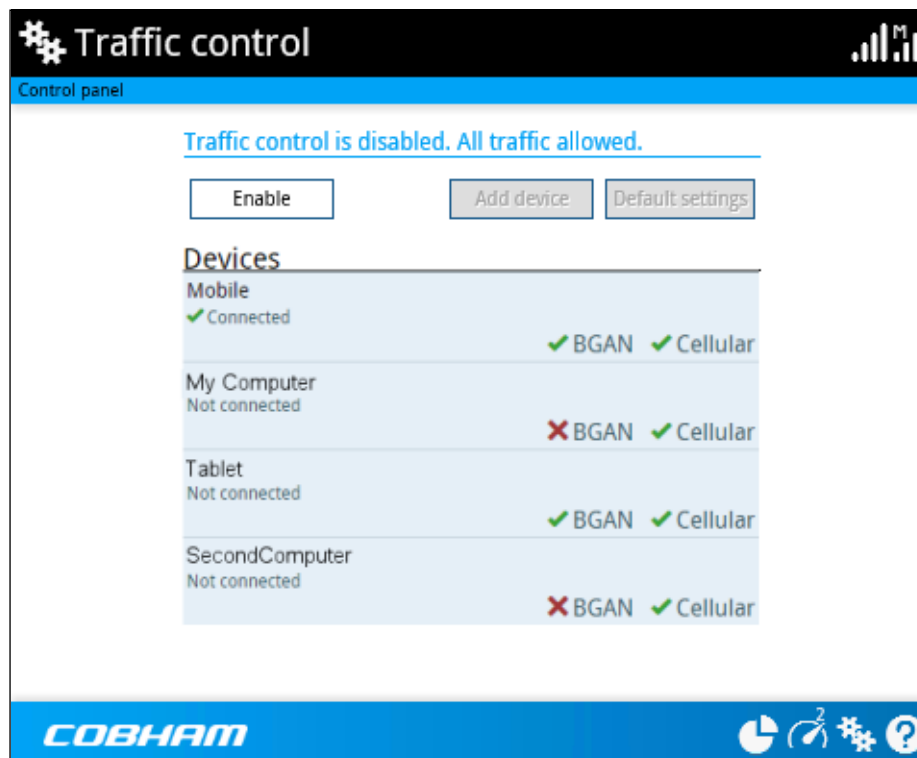 Traffic control
M
Control panel
Traffic control is disabled. All traffic allowed.
Enable
Add device
Default settings
Devices
Mobile
Connected
BGAN Cellular
My Computer
Not connected
BGAN Cellular
Tablet
Not connected
BGAN Cellular
SecondComputer
Not connected
BGAN Cellular
COBHAM
2
?